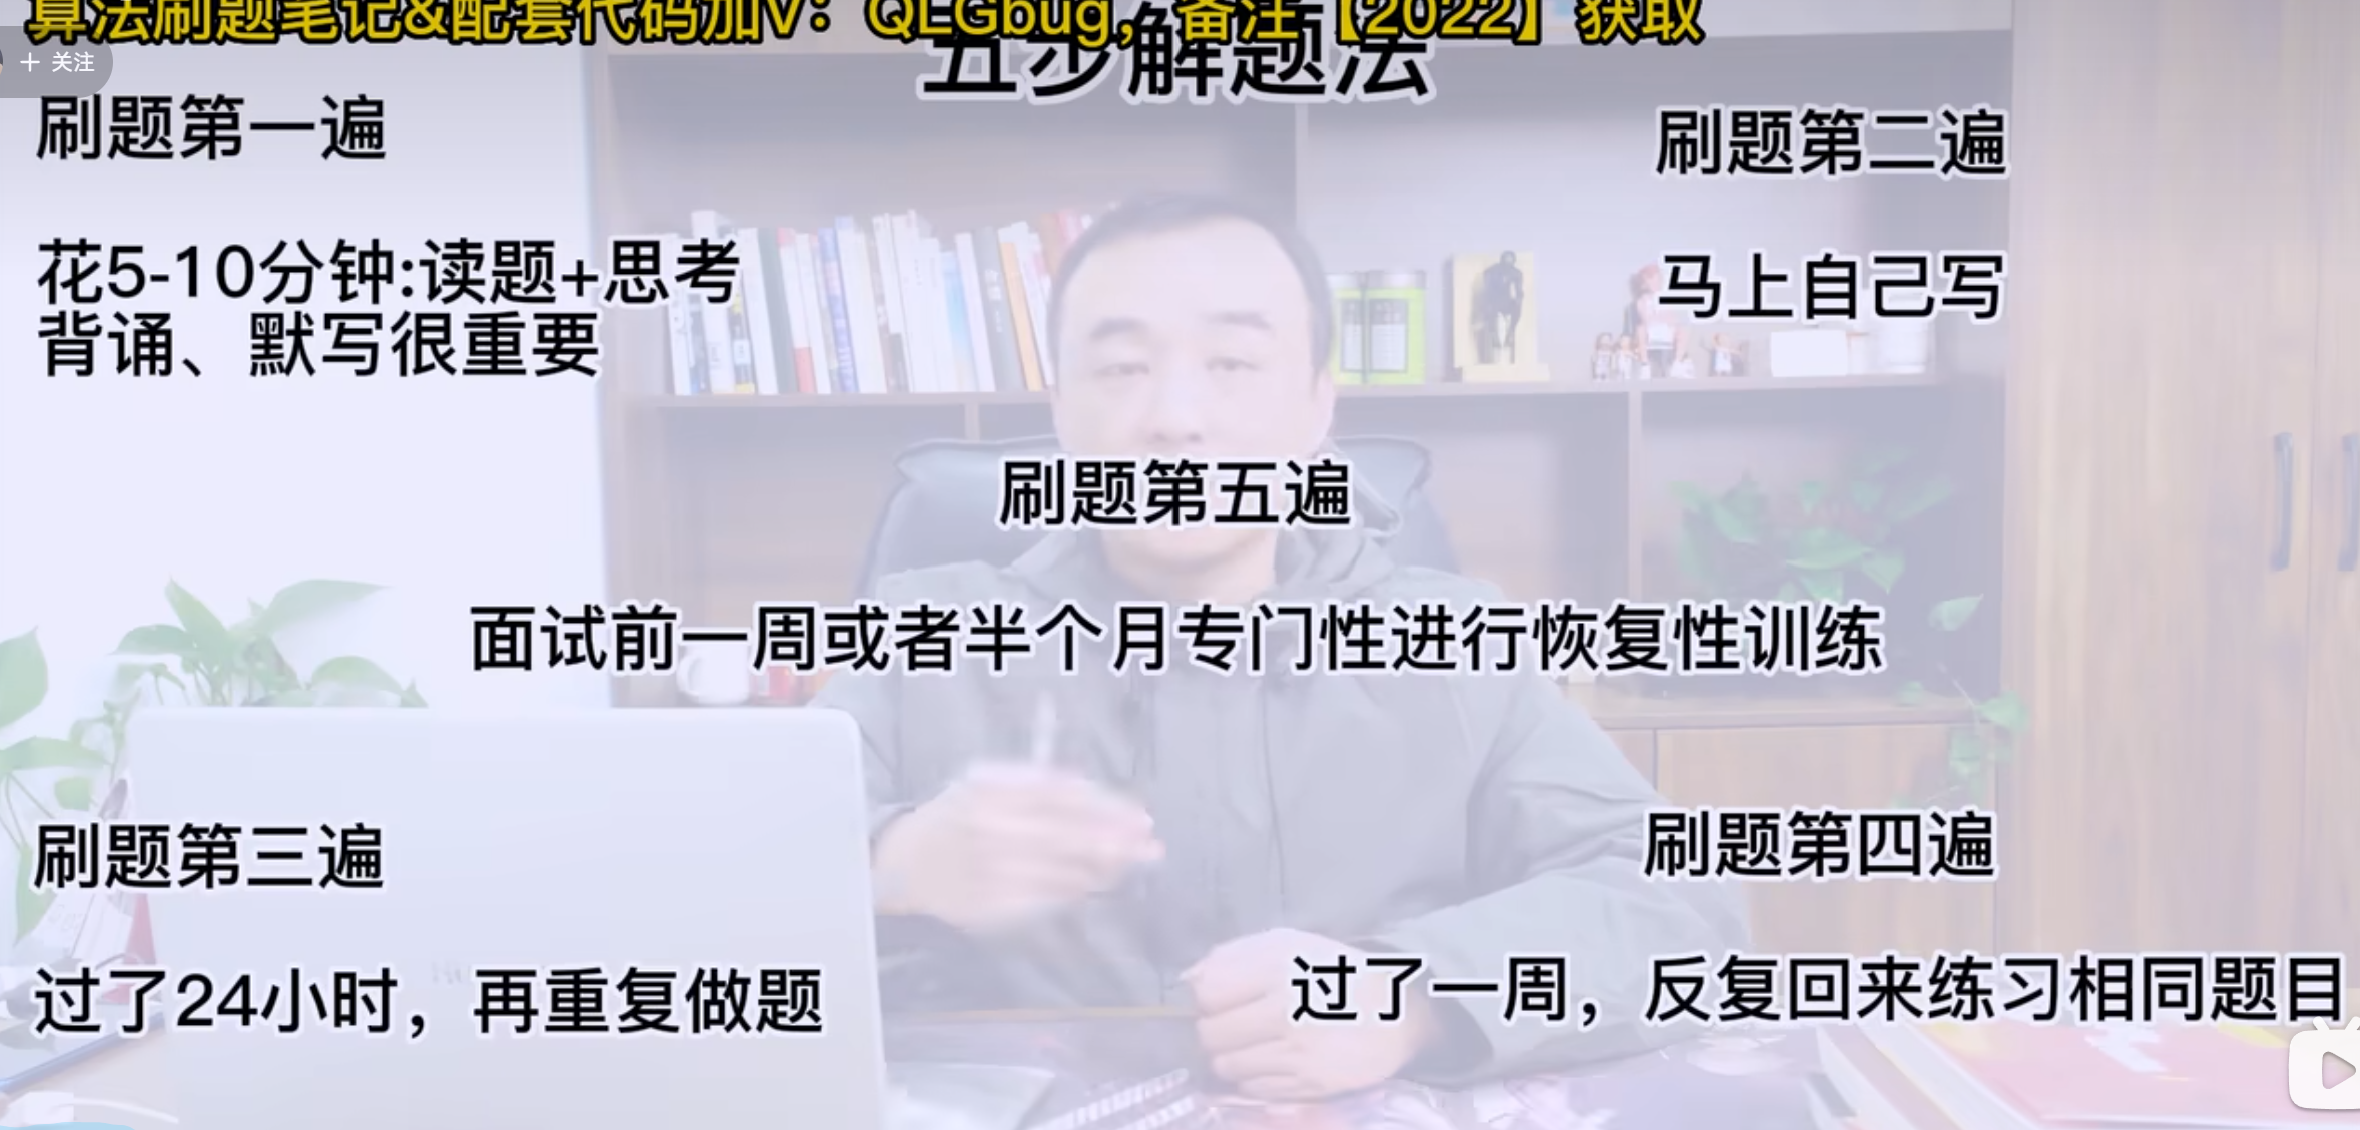 算法刷题笔记&配套代码加V：QLGbug，备注【2022】获取
五步解题法
+ 关注
刷题第一遍
花5-10分钟:读题+思考
背诵、默写很重要
刷题第二遍
马上自己写
刷题第五遍
面试前一周或者半个月专门性进行恢复性训练
刷题第三遍
过了24小时，再重复做题
刷题第四遍
过了一周，反复回来练习相同题目